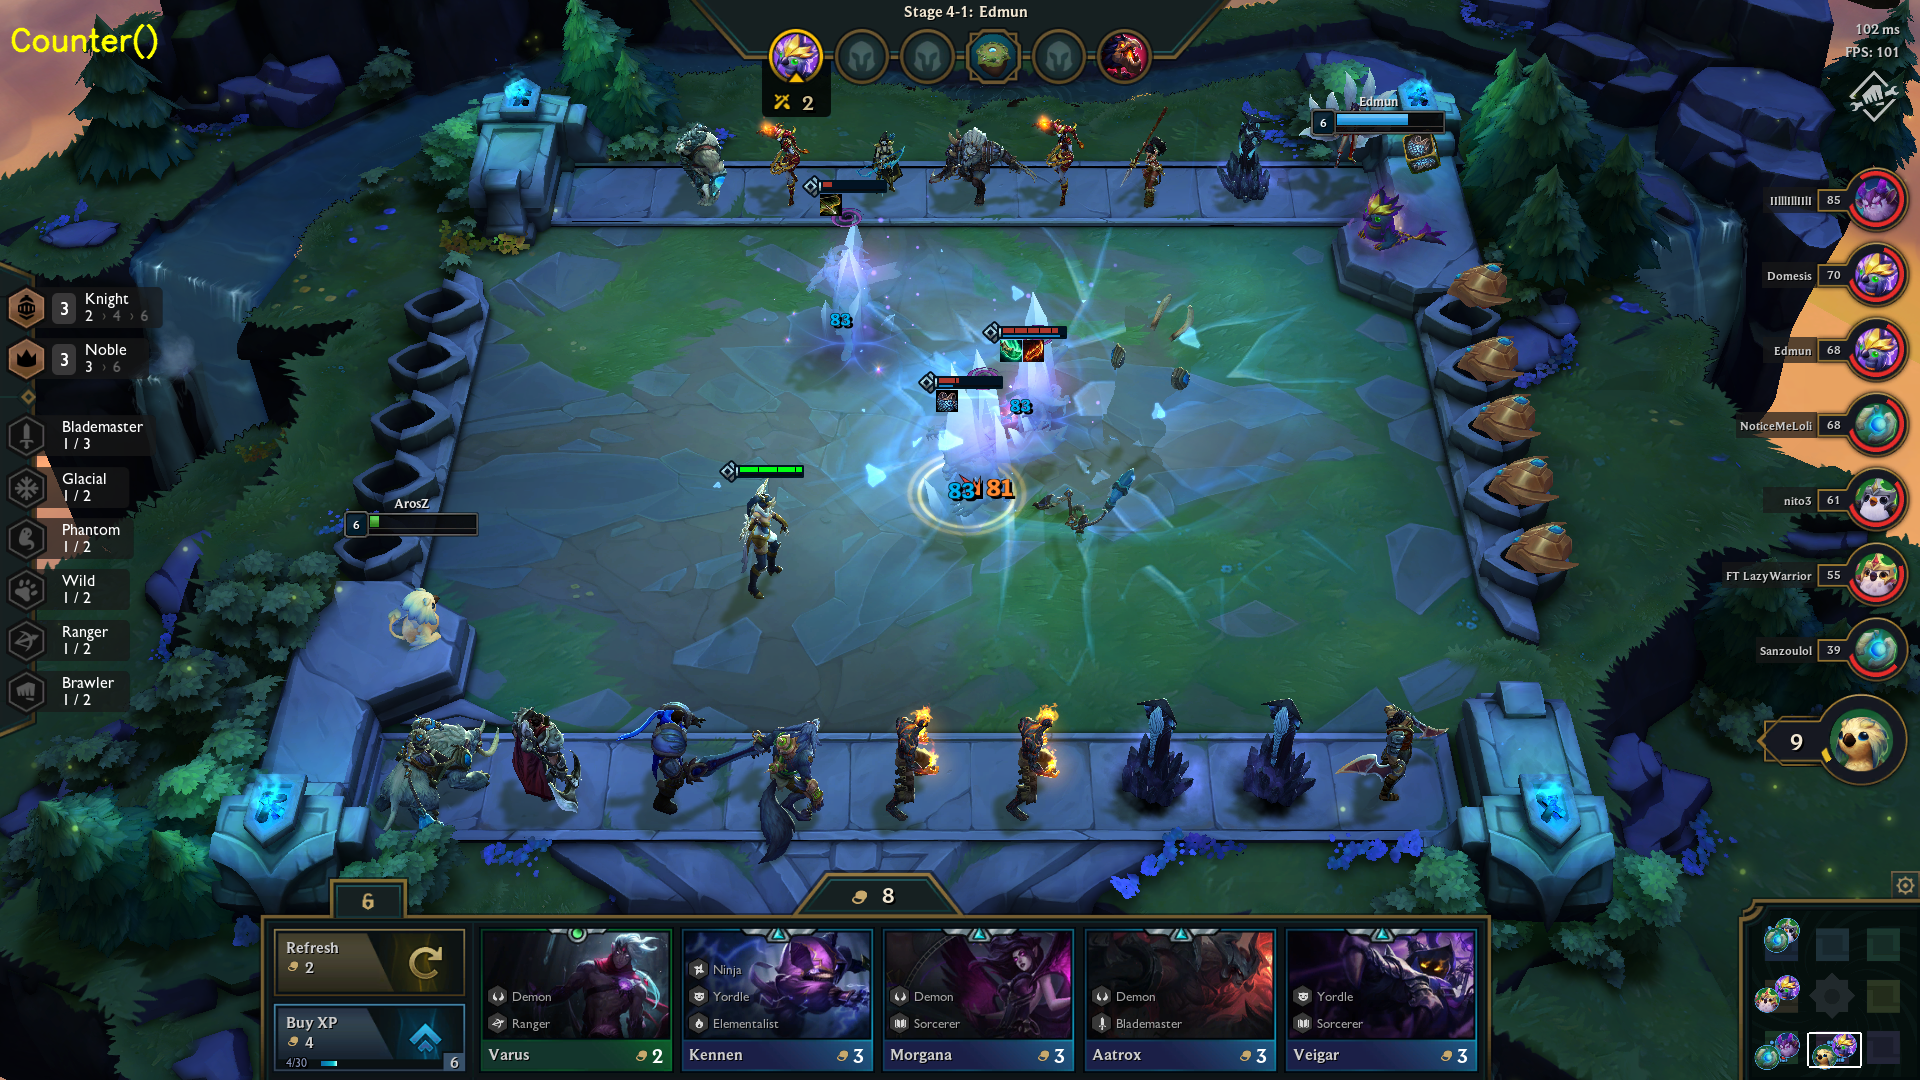 Counter()
Stage 4-1: Edmun
102 ms
FPS: 101
2
Edmun
6
IIIIIIIIIIII 85
Domesis 70
Edmun 68
NoticeMeLoli 68
nito3 61
FT LazyWarrior 55
Sanzoulol 39
9
3 Knight
2 › 4 › 6
3 Noble
3 › 6
Blademaster
1 / 3
Glacial
1 / 2
Phantom
1 / 2
Wild
1 / 2
Ranger
1 / 2
Brawler
1 / 2
83
83
83 81
ArosZ
6
6
8
Refresh
2
Buy XP
4
4/30 6
Demon
Ranger
Varus 2
Ninja
Yordle
Elementalist
Kennen 3
Demon
Sorcerer
Morgana 3
Demon
Blademaster
Aatrox 3
Yordle
Sorcerer
Veigar 3